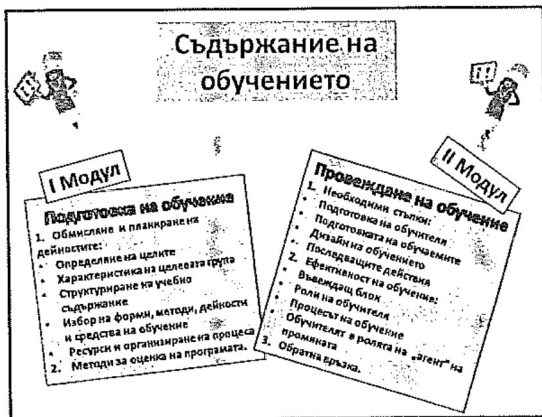 Съдържание на
обучението
I Модул
Подготовка на обучение
1. Обмисляне и планиране на
дейностите:
• Определяне на целите
• Характеристика на целевата група
• Структуриране на учебно
съдържание
• Избор на форми, методи, дейности
и средства на обучение
• Ресурси и организиране на процеса
2. Методи за оценка на програмата.
II Модул
Провеждане на обучение
1. Необходими стъпки:
• Подготовка на обучителя
• Подготовката на обучаемите
• Дизайн на обучението
• Последващите действия
2. Ефективност на обучение:
• Въвеждащ блок
• Роли на обучителя
• Процесът на обучение
• Обучителят в ролята на „агент" на
промяната
3. Обратна връзка.